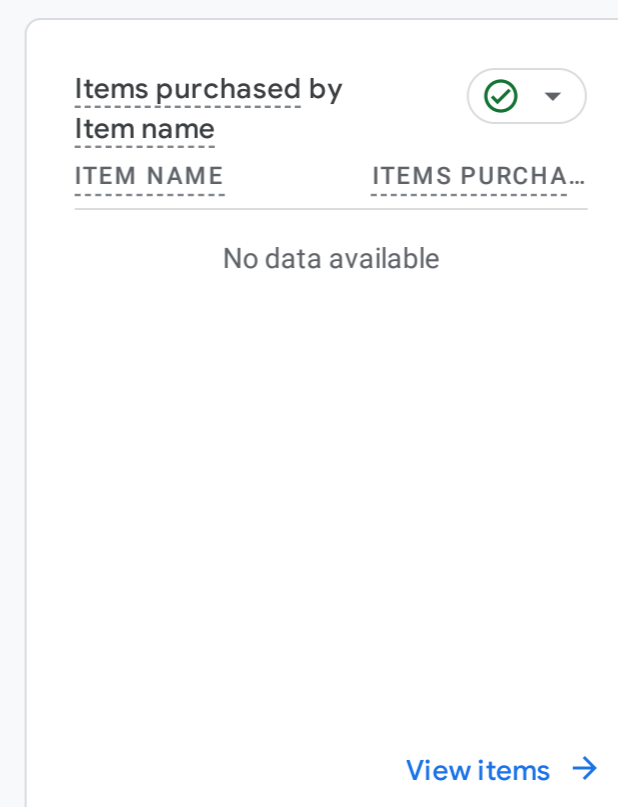 Items purchased by
Item name
ITEM NAME ITEMS PURCHA...
No data available
View items